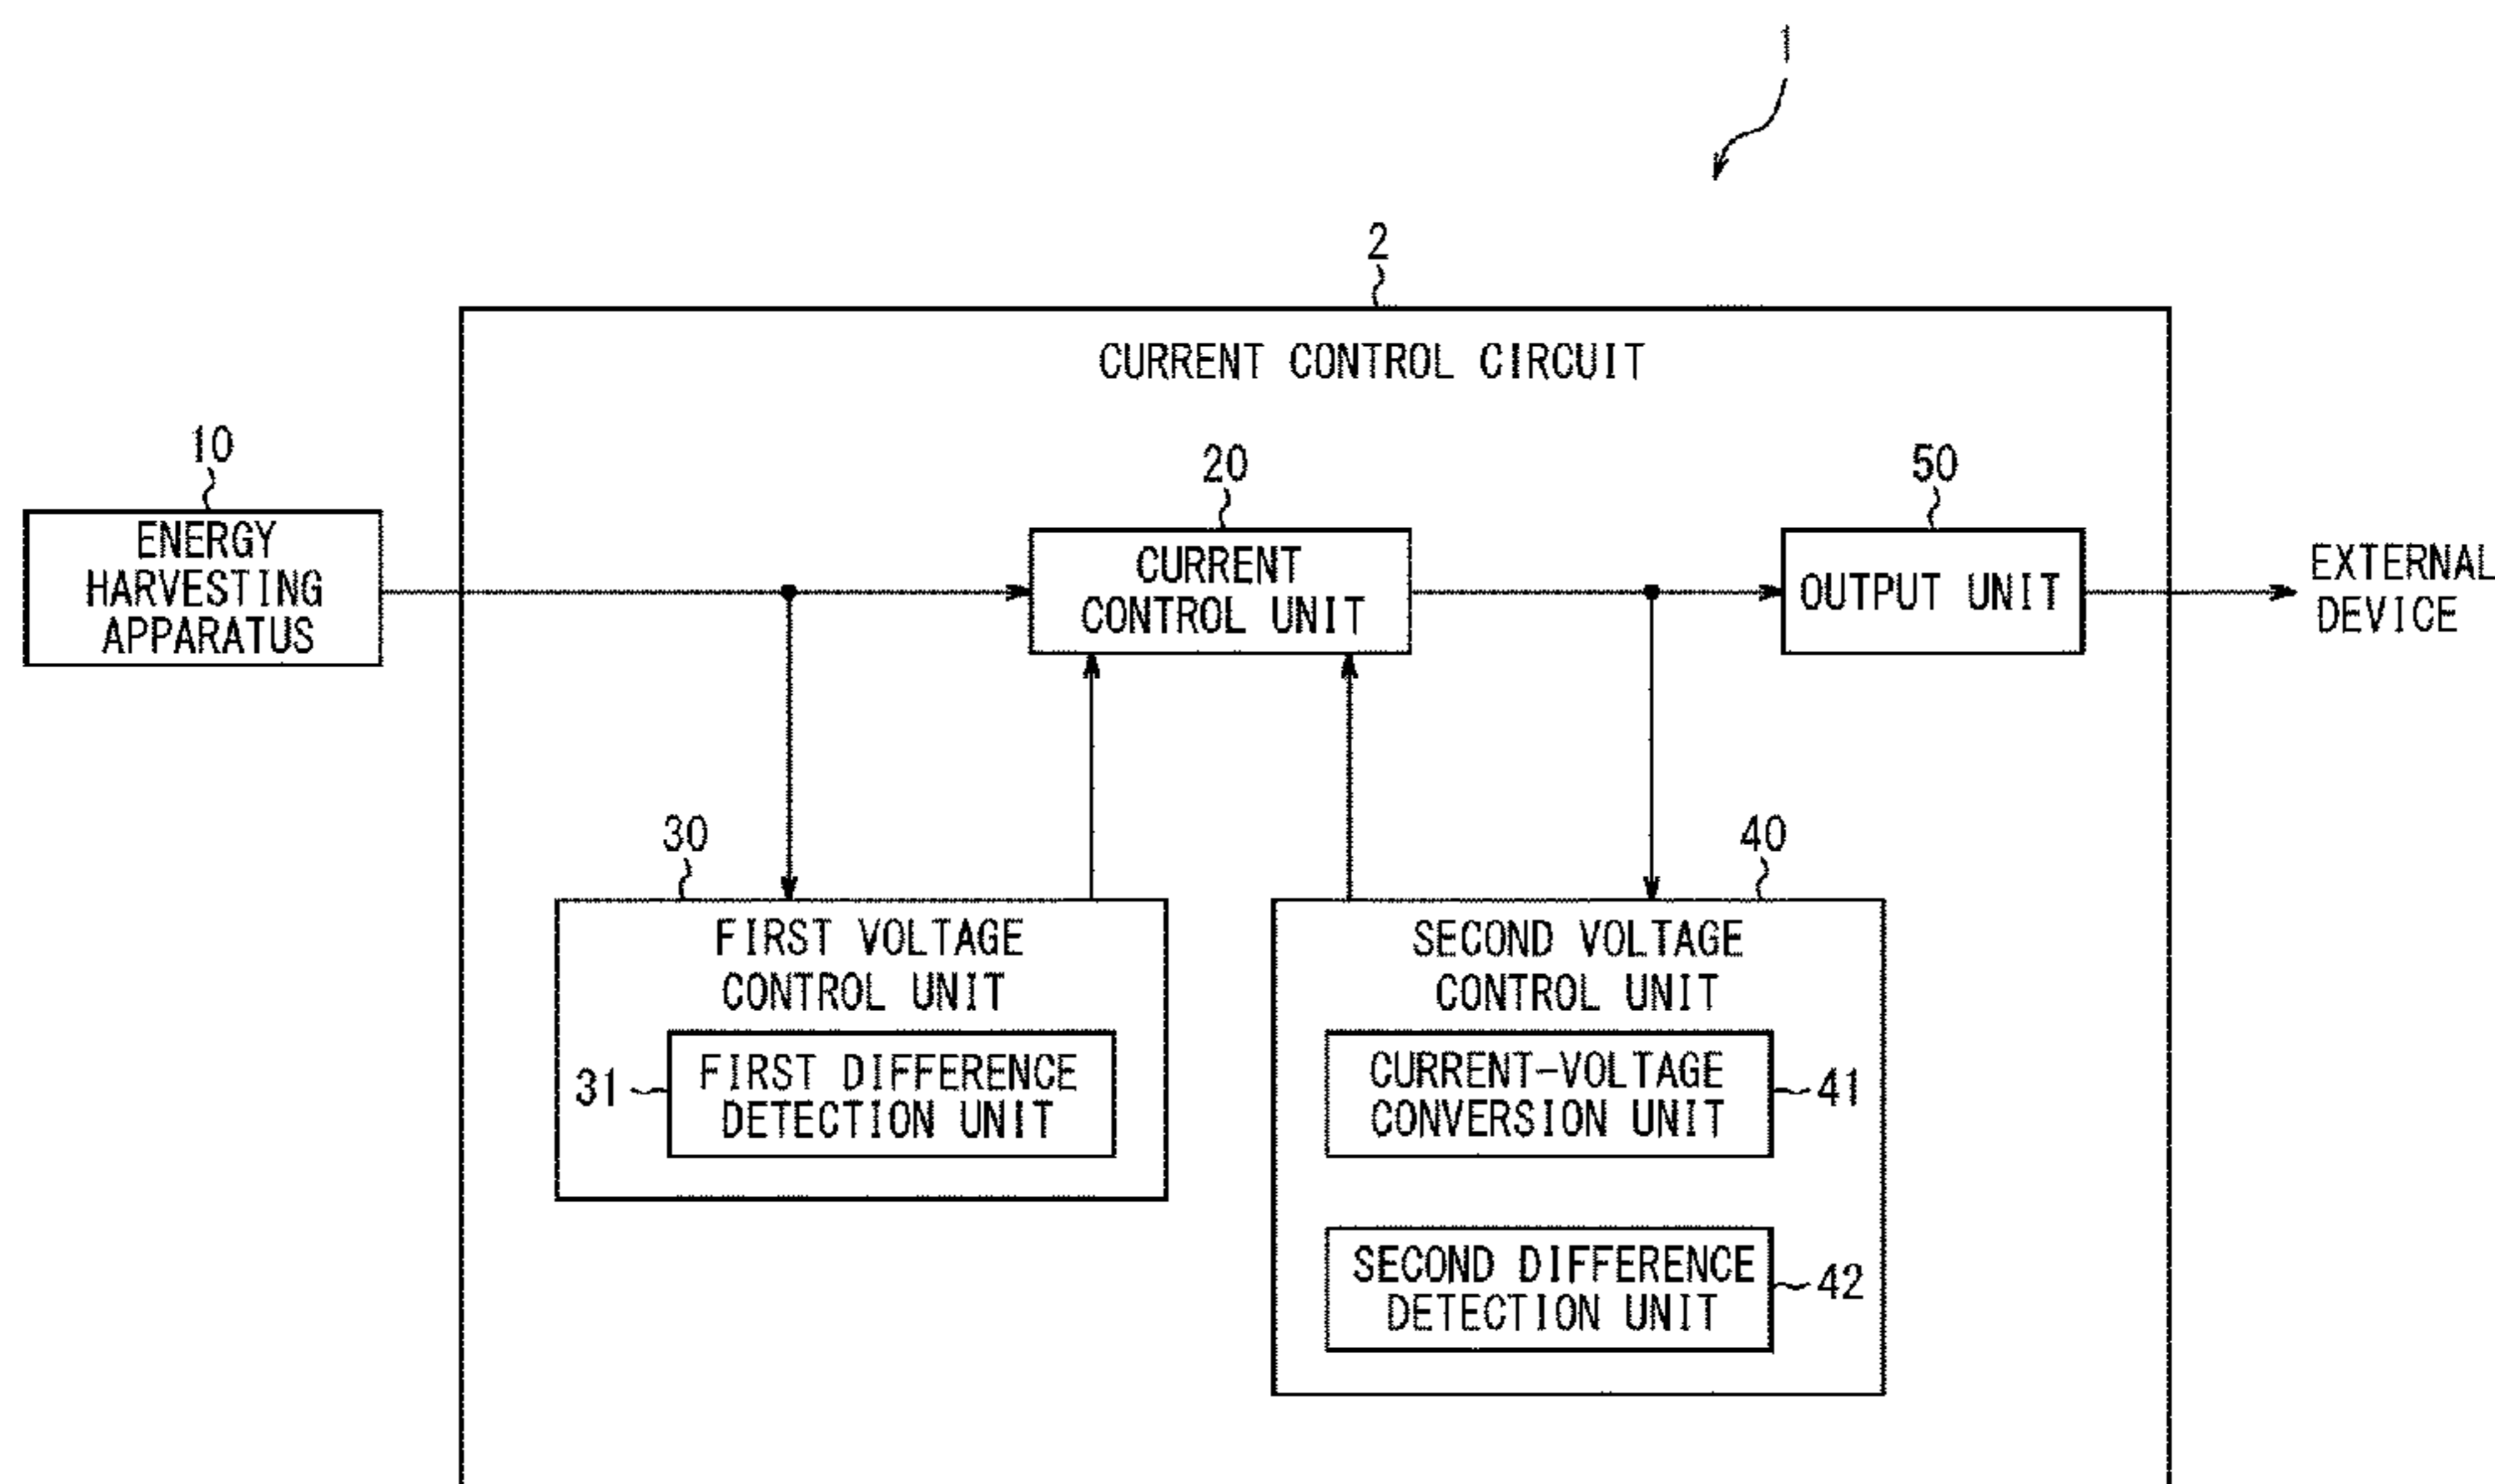 1
2
CURRENT CONTROL CIRCUIT
10
ENERGY
HARVESTING
APPARATUS
20
CURRENT
CONTROL UNIT
50
OUTPUT UNIT
EXTERNAL
DEVICE
30
FIRST VOLTAGE
CONTROL UNIT
31
FIRST DIFFERENCE
DETECTION UNIT
40
SECOND VOLTAGE
CONTROL UNIT
CURRENT-VOLTAGE
CONVERSION UNIT
41
SECOND DIFFERENCE
DETECTION UNIT
42